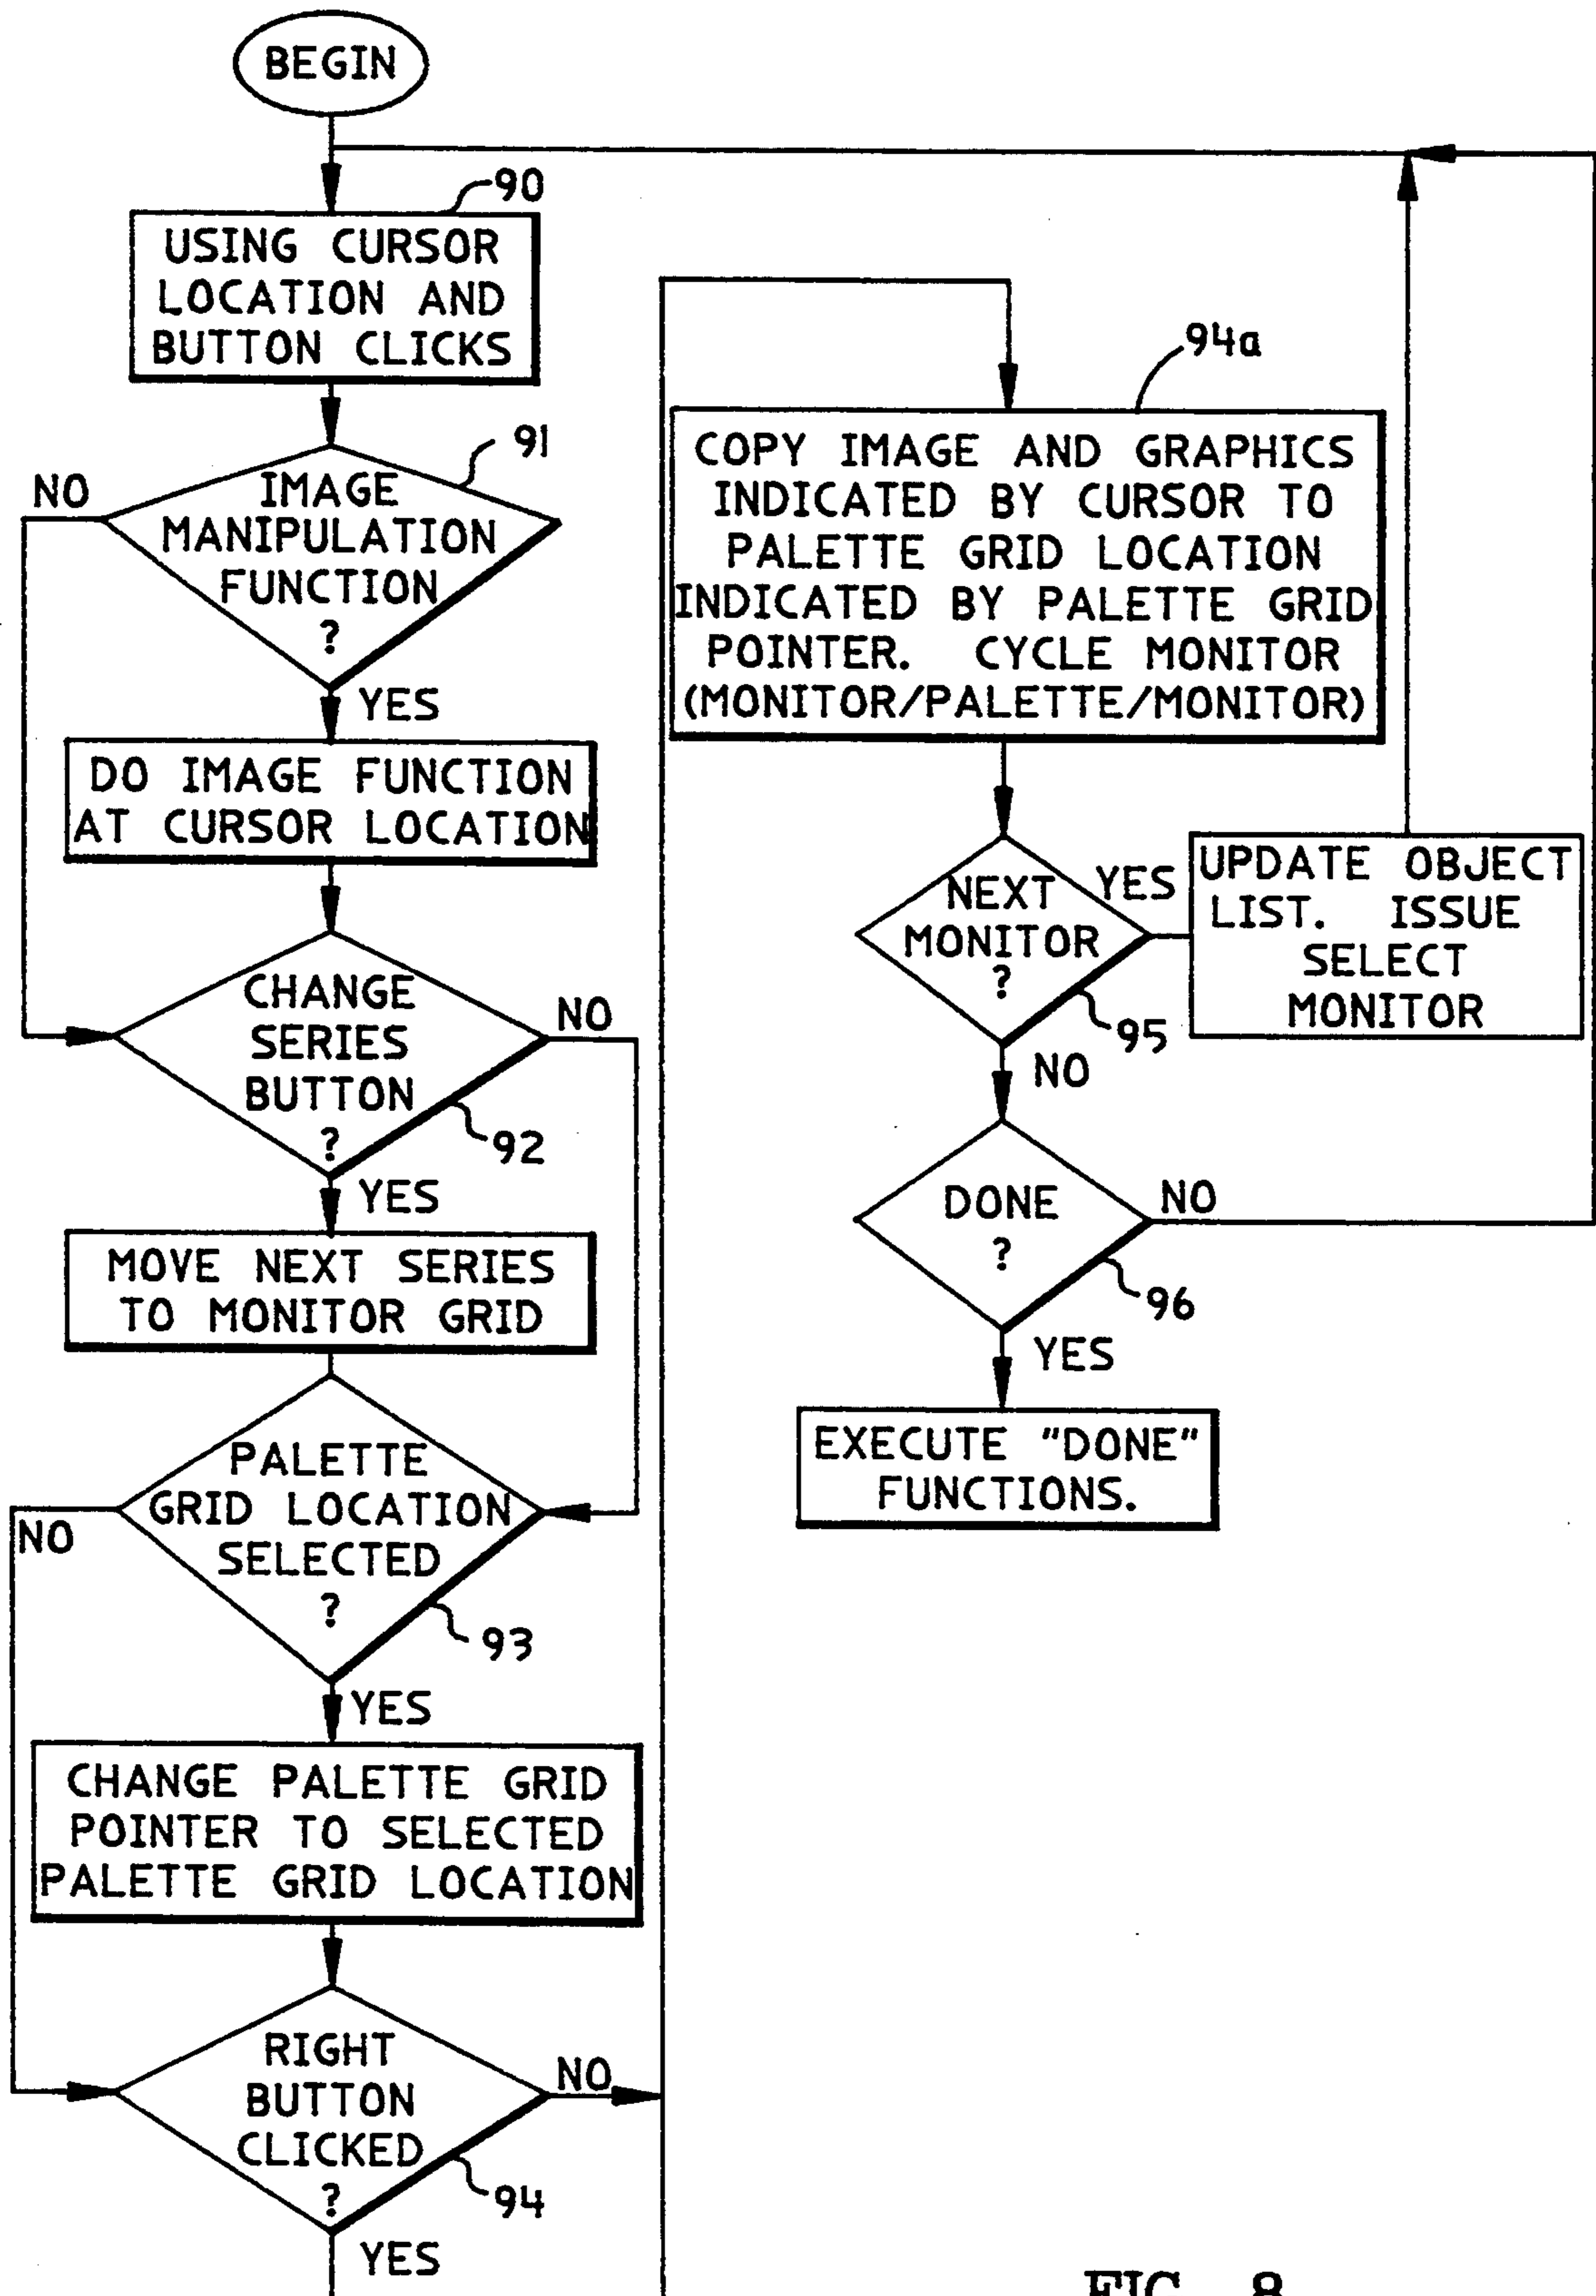 BEGIN
90
USING CURSOR
LOCATION AND
BUTTON CLICKS
91
NO
IMAGE
MANIPULATION
FUNCTION
?
YES
DO IMAGE FUNCTION
AT CURSOR LOCATION
CHANGE
SERIES
BUTTON
?
NO
92
YES
MOVE NEXT SERIES
TO MONITOR GRID
PALETTE
GRID LOCATION
SELECTED
?
NO
93
YES
CHANGE PALETTE GRID
POINTER TO SELECTED
PALETTE GRID LOCATION
RIGHT
BUTTON
CLICKED
?
NO
94
YES
94a
COPY IMAGE AND GRAPHICS
INDICATED BY CURSOR TO
PALETTE GRID LOCATION
INDICATED BY PALETTE GRID
POINTER. CYCLE MONITOR
(MONITOR/PALETTE/MONITOR)
NEXT
MONITOR
?
YES
95
UPDATE OBJECT
LIST. ISSUE
SELECT
MONITOR
NO
DONE
?
NO
96
YES
EXECUTE "DONE"
FUNCTIONS.
FIG. 8